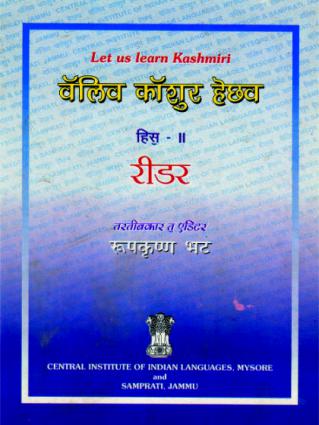 Let us learn Kashmiri
वॅलिव कॉशुर हेछव
हिसॖ - II
रीडर
तरतीबकार तॖ एडिटर
रूपकृष्ण भट
CENTRAL INSTITUTE OF INDIAN LANGUAGES, MYSORE
and
SAMPRATI, JAMMU